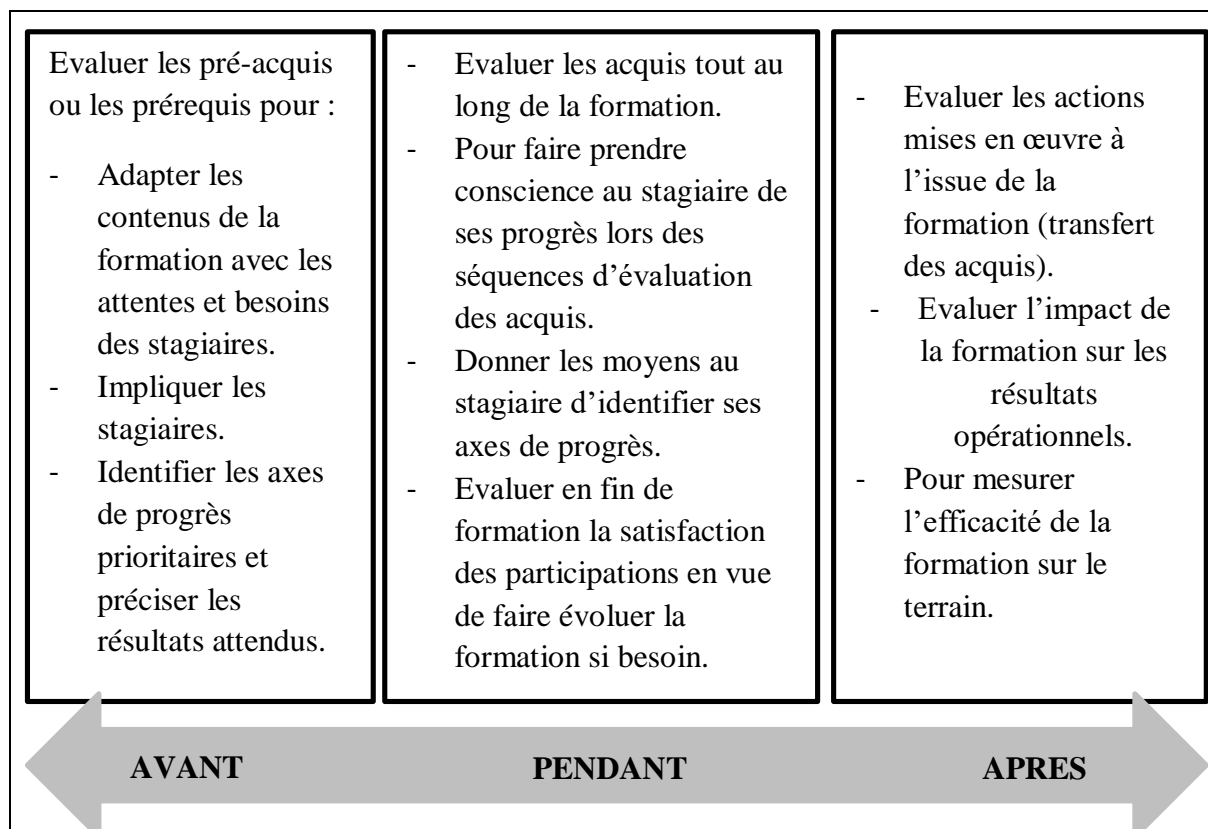 Evaluer les pré-acquis
ou les prérequis pour :
- Adapter les
contenus de la
formation avec les
attentes et besoins
des stagiaires.
- Impliquer les
stagiaires.
- Identifier les axes
de progrès
prioritaires et
préciser les
résultats attendus.
- Evaluer les acquis tout au
long de la formation.
- Pour faire prendre
conscience au stagiaire de
ses progrès lors des
séquences d’évaluation
des acquis.
- Donner les moyens au
stagiaire d’identifier ses
axes de progrès.
- Evaluer en fin de
formation la satisfaction
des participations en vue
de faire évoluer la
formation si besoin.
- Evaluer les actions
mises en œuvre à
l’issue de la
formation (transfert
des acquis).
- Evaluer l’impact de
la formation sur les
résultats
opérationnels.
- Pour mesurer
l’efficacité de la
formation sur le
terrain.
AVANT
PENDANT
APRES